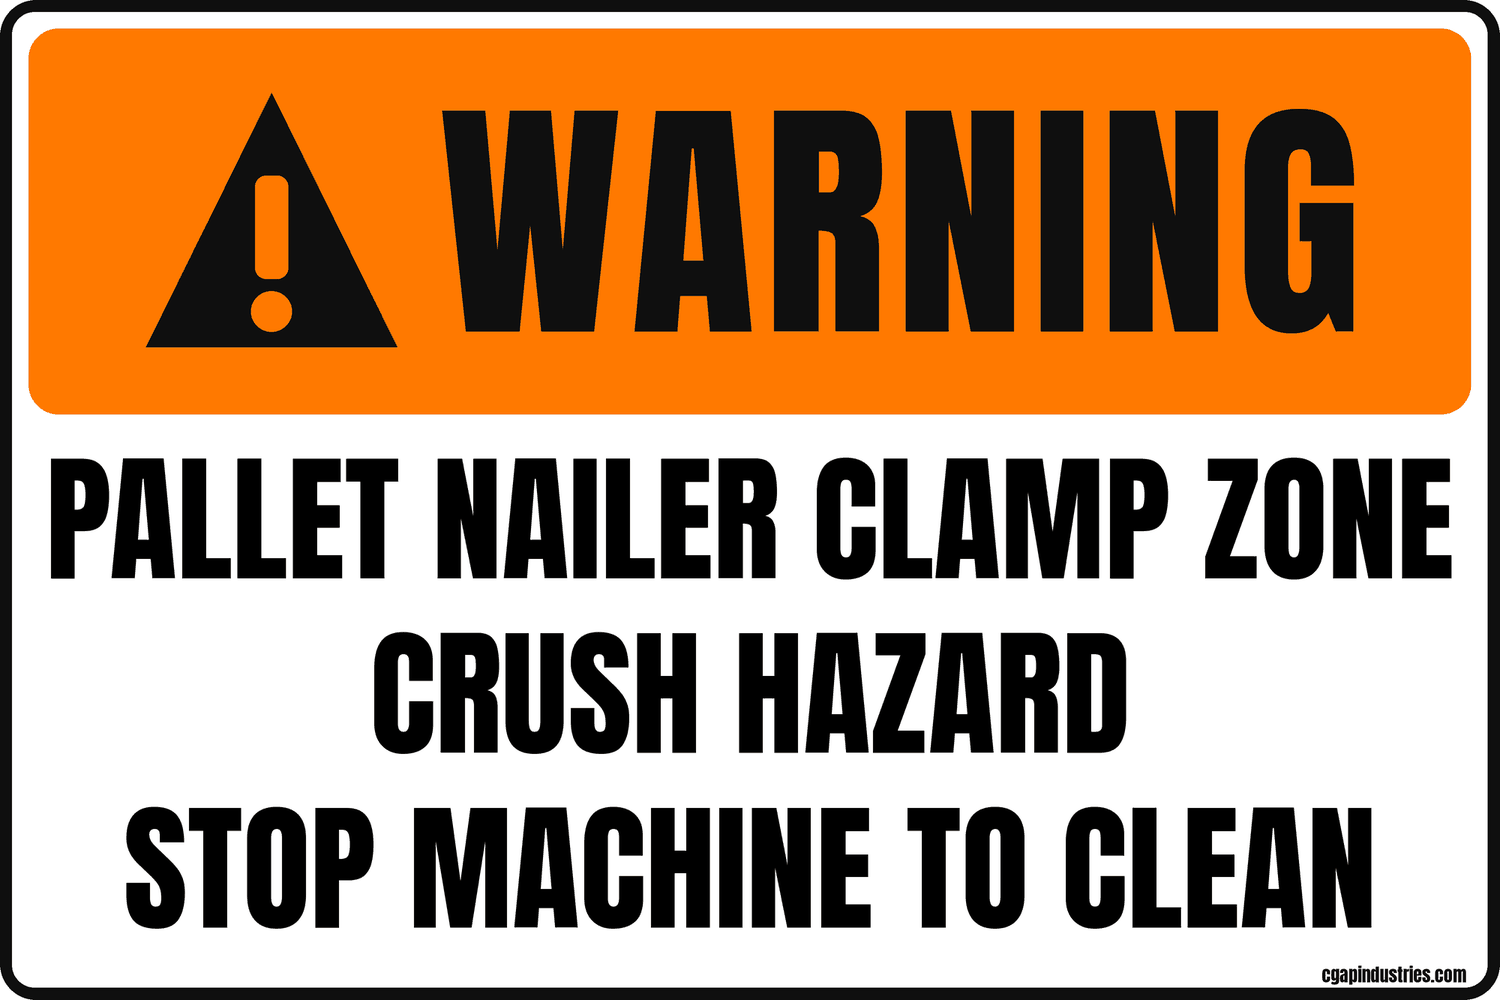 WARNING
PALLET NAILER CLAMP ZONE
CRUSH HAZARD
STOP MACHINE TO CLEAN
cgapindustries.com